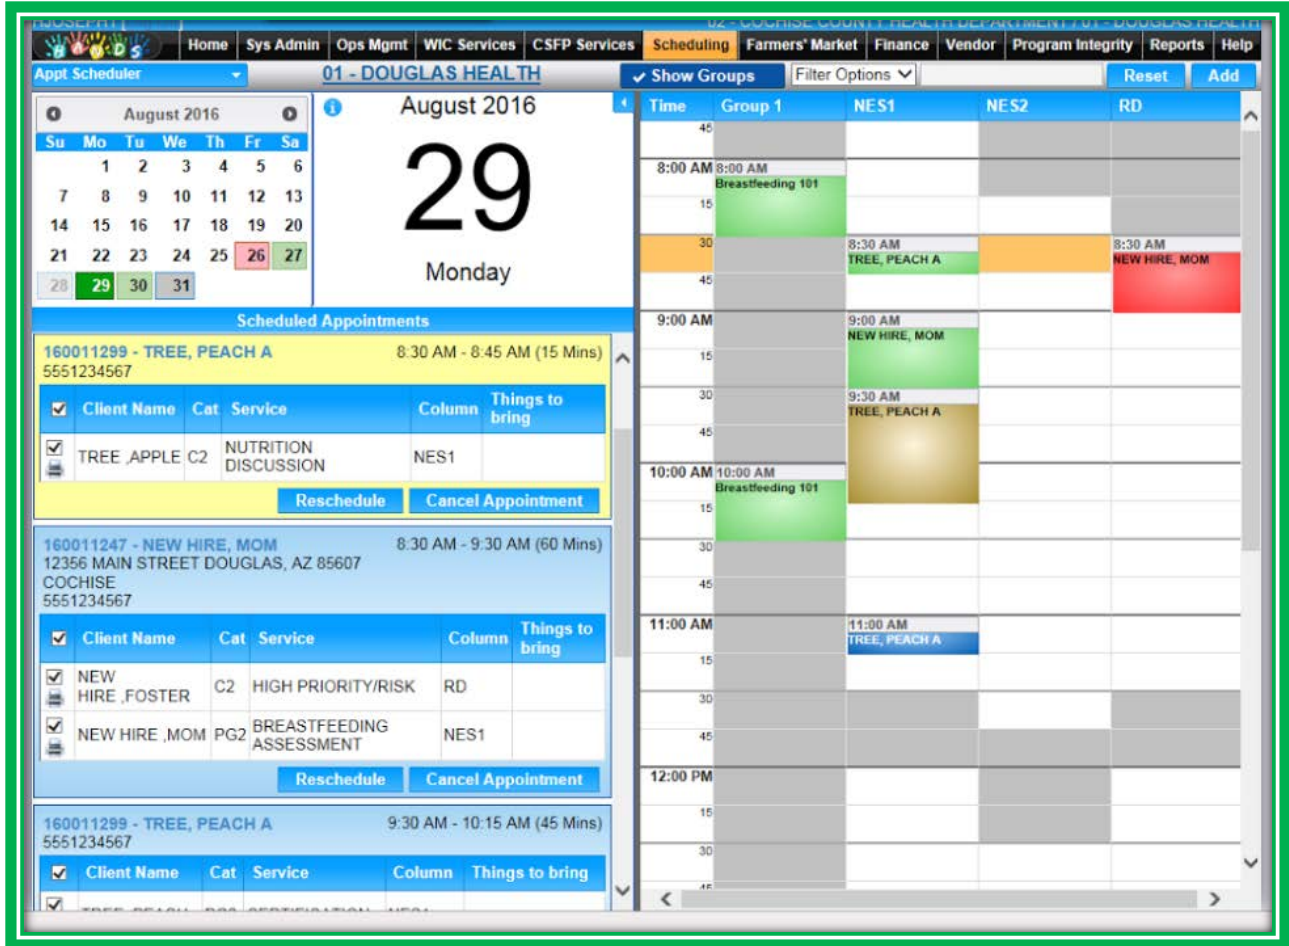 02 - COCHISE COUNTY HEALTH DEPARTMENT / 01 - DOUGLAS HEALTH
HANDS
Home Sys Admin Ops Mgmt WIC Services CSFP Services Scheduling Farmers' Market Finance Vendor Program Integrity Reports Help
Appt Scheduler 01 - DOUGLAS HEALTH Show Groups Filter Options Reset Add
August 2016
Su Mo Tu We Th Fr Sa
1 2 3 4 5 6
7 8 9 10 11 12 13
14 15 16 17 18 19 20
21 22 23 24 25 26 27
28 29 30 31
August 2016
29
Monday
Scheduled Appointments
160011299 - TREE, PEACH A 8:30 AM - 8:45 AM (15 Mins)
5551234567
Client Name Cat Service Column Things to bring
TREE ,APPLE C2 NUTRITION DISCUSSION NES1
Reschedule Cancel Appointment
160011247 - NEW HIRE, MOM 8:30 AM - 9:30 AM (60 Mins)
12356 MAIN STREET DOUGLAS, AZ 85607
COCHISE
5551234567
Client Name Cat Service Column Things to bring
NEW HIRE ,FOSTER C2 HIGH PRIORITY/RISK RD
NEW HIRE ,MOM PG2 BREASTFEEDING ASSESSMENT NES1
Reschedule Cancel Appointment
160011299 - TREE, PEACH A 9:30 AM - 10:15 AM (45 Mins)
5551234567
Client Name Cat Service Column Things to bring
Time Group 1 NES1 NES2 RD
45
8:00 AM 8:00 AM
Breastfeeding 101
15
30 8:30 AM 8:30 AM
TREE, PEACH A NEW HIRE, MOM
45
9:00 AM 9:00 AM
NEW HIRE, MOM
15
30 9:30 AM
TREE, PEACH A
45
10:00 AM 10:00 AM
Breastfeeding 101
15
30
45
11:00 AM 11:00 AM
TREE, PEACH A
15
30
45
12:00 PM
15
30
45